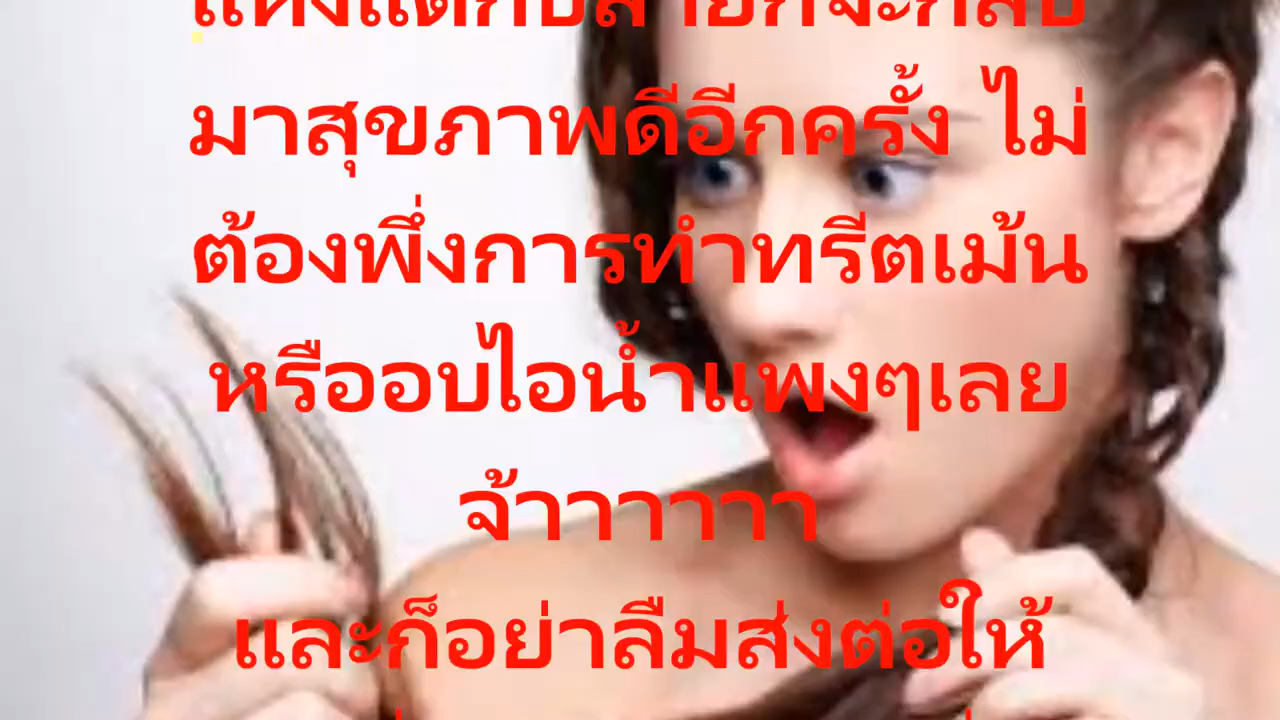 มาสุขภาพดีอีกครั้ง ไม่
ต้องพึ่งการทำทรีตเม้น
หรืออบไอน้ำแพงๆเลย
จ้าาาาาาา
และก็อย่าลืมส่งต่อให้